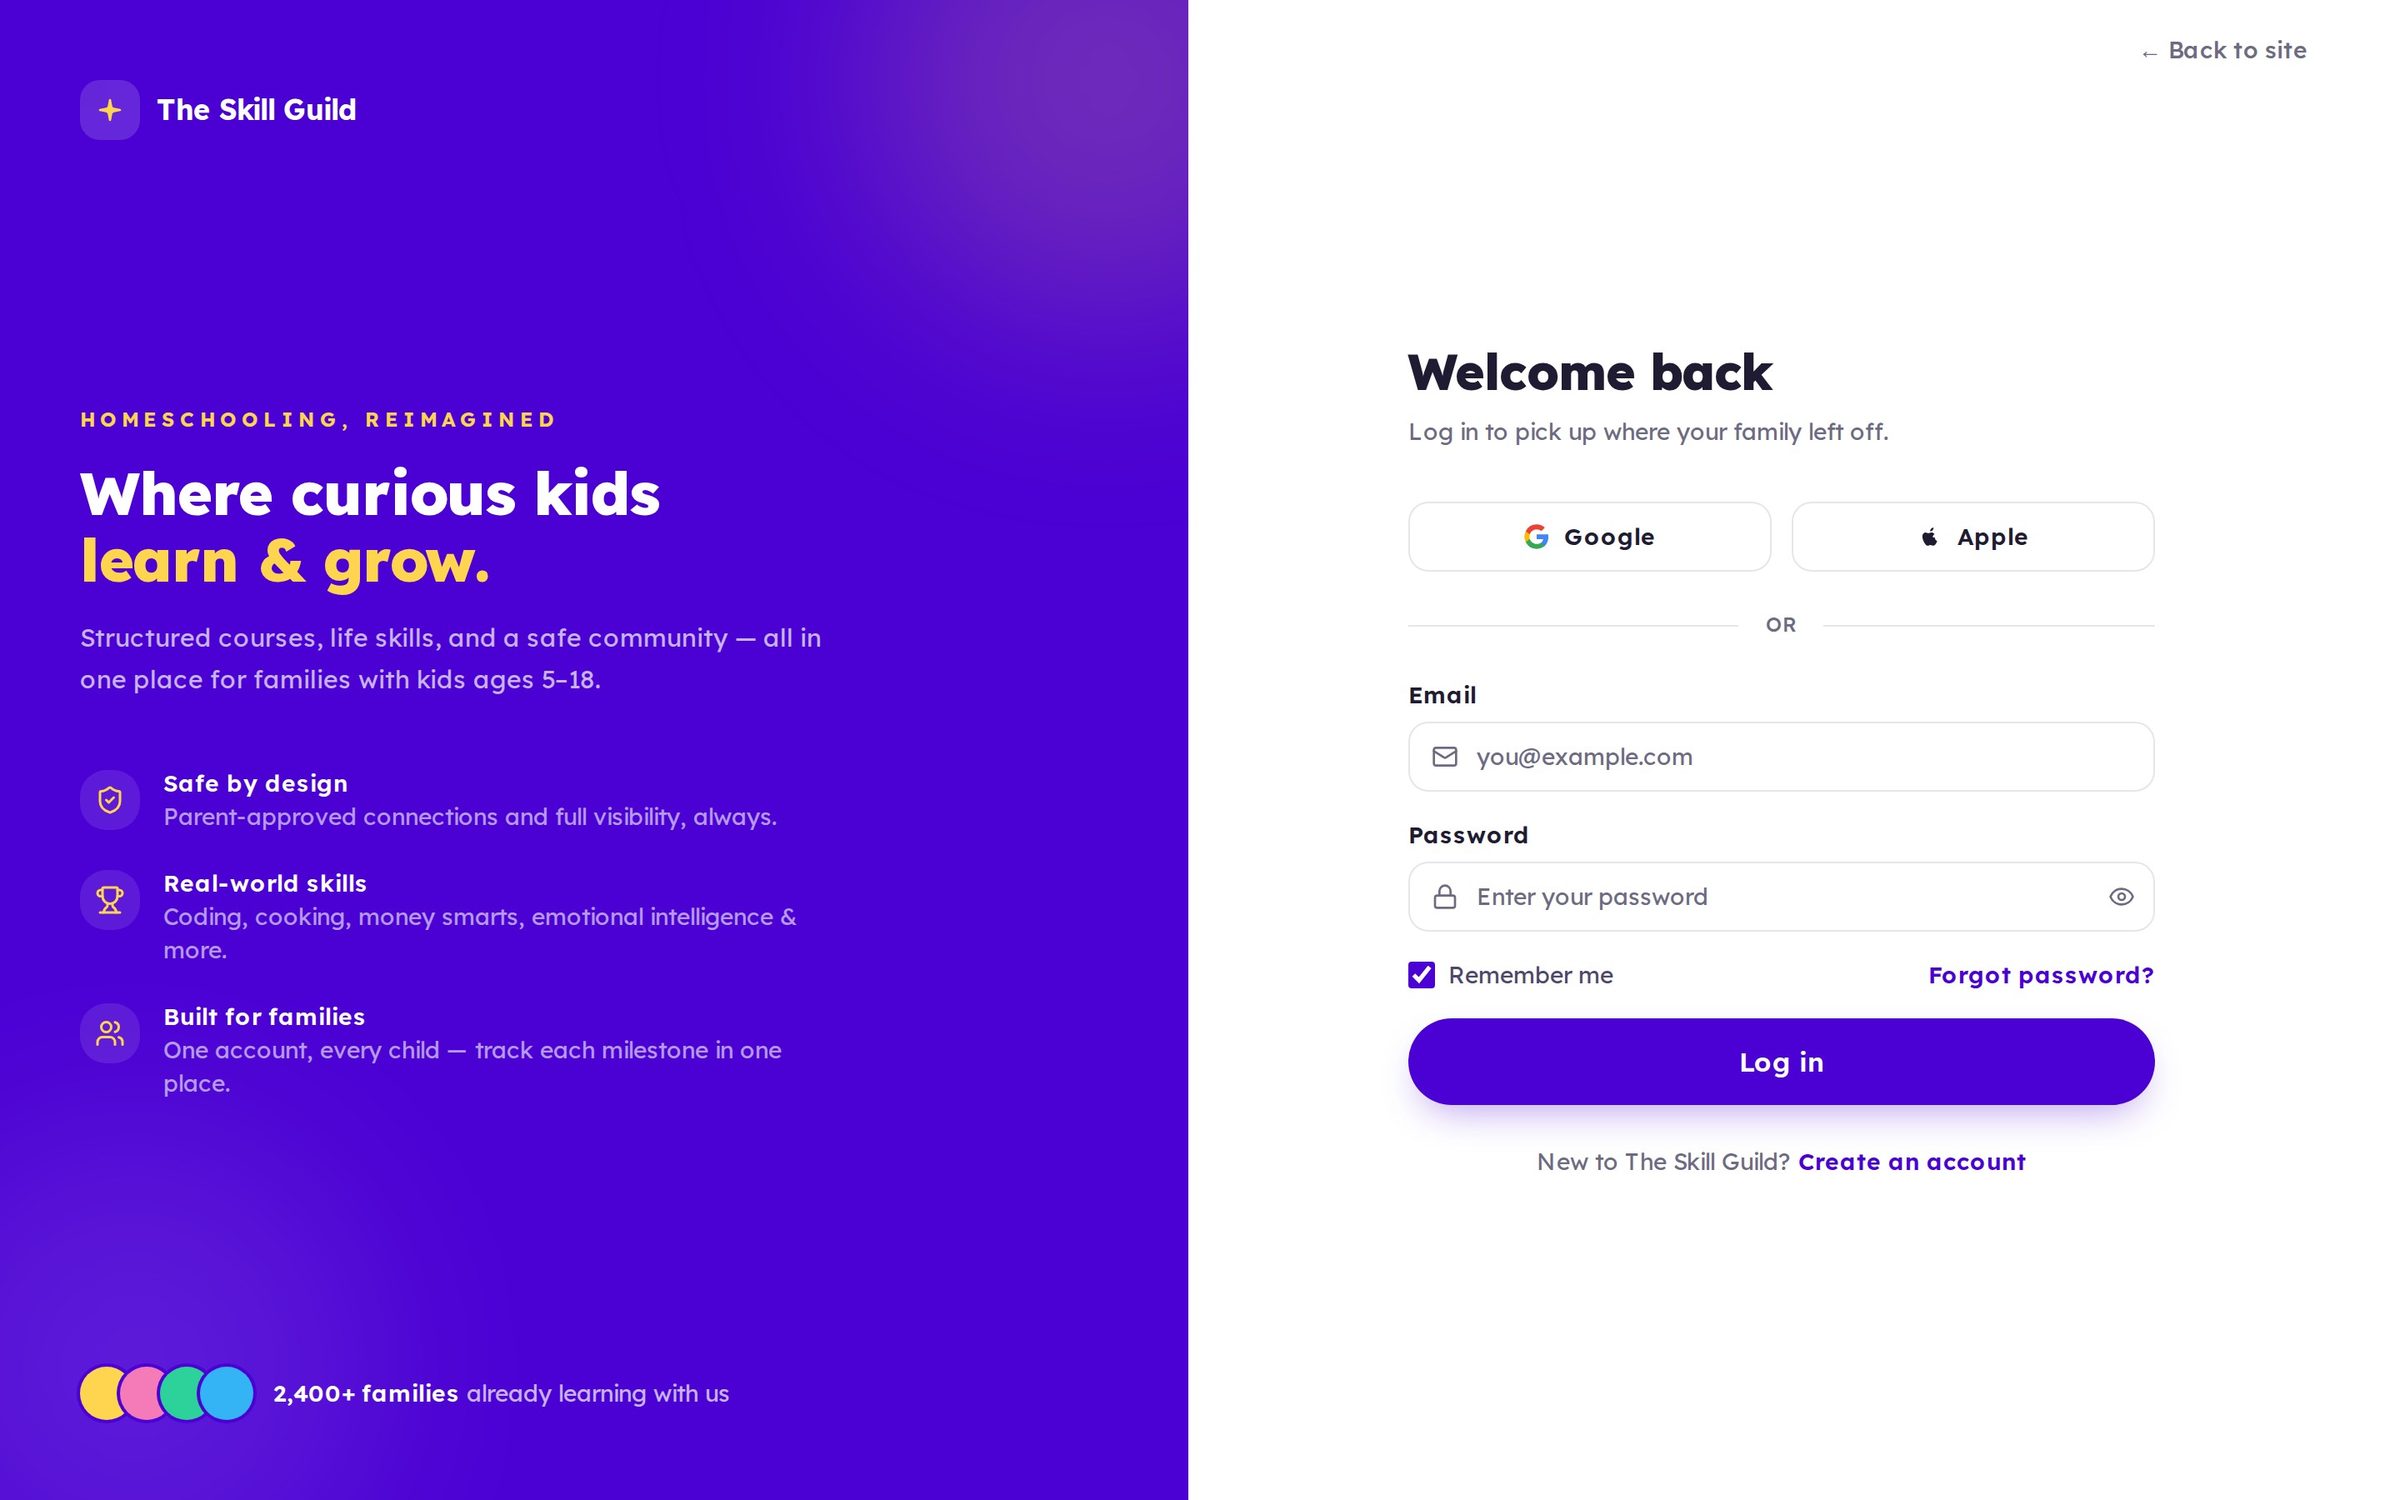 The Skill Guild
HOMESCHOOLING, REIMAGINED
Where curious kids
learn & grow.
Structured courses, life skills, and a safe community — all in
one place for families with kids ages 5–18.
Safe by design
Parent-approved connections and full visibility, always.
Real-world skills
Coding, cooking, money smarts, emotional intelligence &
more.
Built for families
One account, every child — track each milestone in one
place.
2,400+ families already learning with us
← Back to site
Welcome back
Log in to pick up where your family left off.
Google
Apple
OR
Email
you@example.com
Password
Enter your password
Remember me
Forgot password?
Log in
New to The Skill Guild? Create an account